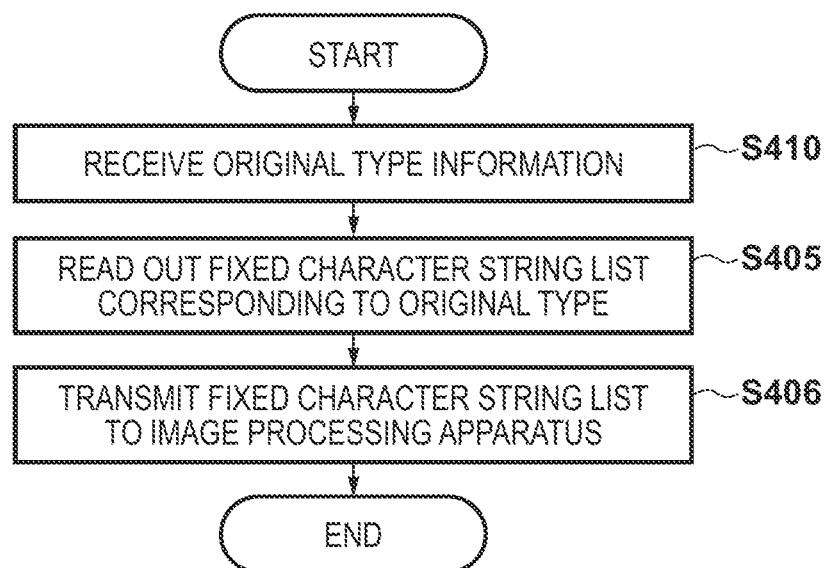 START
RECEIVE ORIGINAL TYPE INFORMATION
S410
READ OUT FIXED CHARACTER STRING LIST
CORRESPONDING TO ORIGINAL TYPE
S405
TRANSMIT FIXED CHARACTER STRING LIST
TO IMAGE PROCESSING APPARATUS
S406
END